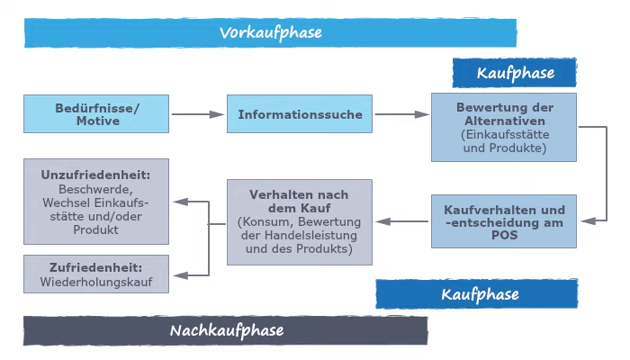 Vorkaufphase
Kaufphase
Bedürfnisse/
Motive
Informationssuche
Bewertung der
Alternativen
(Einkaufsstätte
und Produkte)
Unzufriedenheit:
Beschwerde,
Wechsel Einkaufs-
stätte und/oder
Produkt
Verhalten nach
dem Kauf
(Konsum, Bewertung
der Handelsleistung
und des Produkts)
Kaufverhalten und
-entscheidung am
POS
Zufriedenheit:
Wiederholungskauf
Kaufphase
Nachkaufphase